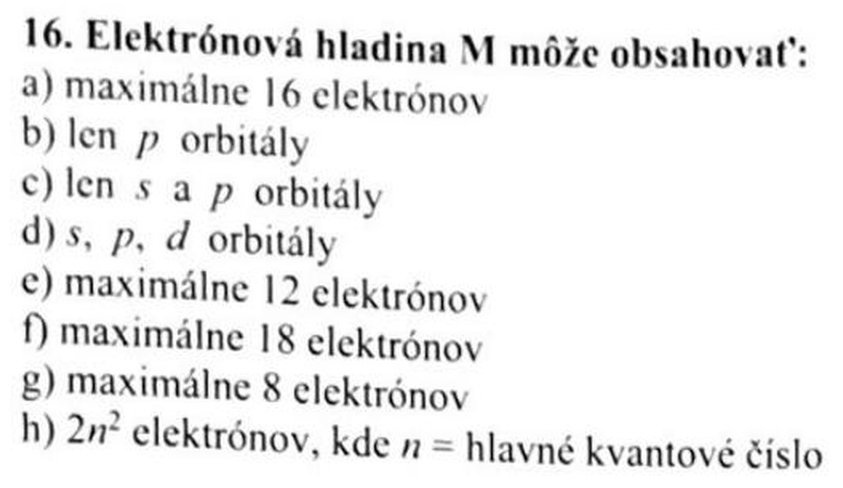 16. Elektrónová hladina M môže obsahovať:
a) maximálne 16 elektrónov
b) len p orbitály
c) len s a p orbitály
d) s, p, d orbitály
e) maximálne 12 elektrónov
f) maximálne 18 elektrónov
g) maximálne 8 elektrónov
h) 2n² elektrónov, kde n = hlavné kvantové číslo